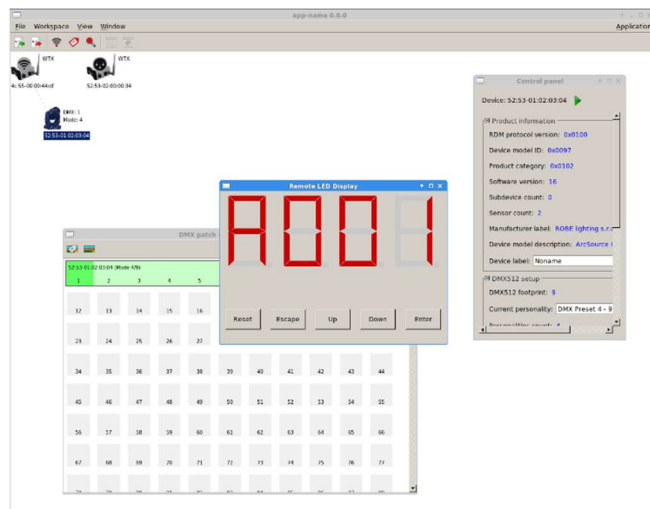 app-name 0.0.0
File Workspace View Window
Application
WTX
WTX
52:53-02:00:00:34
DMX: 1
Mode: 4
52:53-01:02:03:04
Control panel
Device: 52:53-01:02:03:04
Product information
RDM protocol version: 0x0100
Device model ID: 0x0097
Product category: 0x0102
Software version: 16
Subdevice count: 0
Sensor count: 2
Manufacturer label: ROBE lighting s.r.o
Device model description: ArcSource
Device label: Noname
DMX512 setup
DMX512 footprint: 9
Current personality: DMX Preset 4 - 9
Remote LED Display
A001
Reset Escape Up Down Enter
DMX patch
52:53-01:02:03:04 (Mode 4/9)
1 2 3 4 5
12 13 14 15 16
23 24 25 26 27
34 35 36 37 38 39 40 41 42 43 44
45 46 47 48 49 50 51 52 53 54 55
56 57 58 59 60 61 62 63 64 65 66
67 68 69 70 71 72 73 74 75 76 77